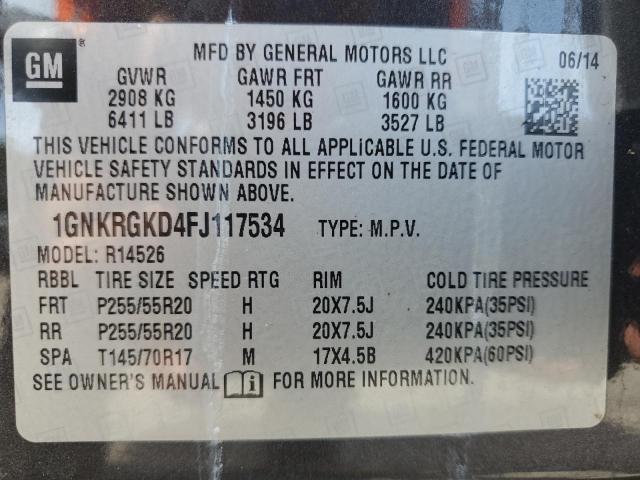 GM ®
MFD BY GENERAL MOTORS LLC 06/14
GVWR GAWR FRT GAWR RR
2908 KG 1450 KG 1600 KG
6411 LB 3196 LB 3527 LB
THIS VEHICLE CONFORMS TO ALL APPLICABLE U.S. FEDERAL MOTOR
VEHICLE SAFETY STANDARDS IN EFFECT ON THE DATE OF
MANUFACTURE SHOWN ABOVE.
1GNKRGKD4FJ117534 TYPE: M.P.V.
MODEL: R14526
RBBL TIRE SIZE SPEED RTG RIM COLD TIRE PRESSURE
FRT P255/55R20 H 20X7.5J 240KPA(35PSI)
RR P255/55R20 H 20X7.5J 240KPA(35PSI)
SPA T145/70R17 M 17X4.5B 420KPA(60PSI)
SEE OWNER'S MANUAL i FOR MORE INFORMATION.